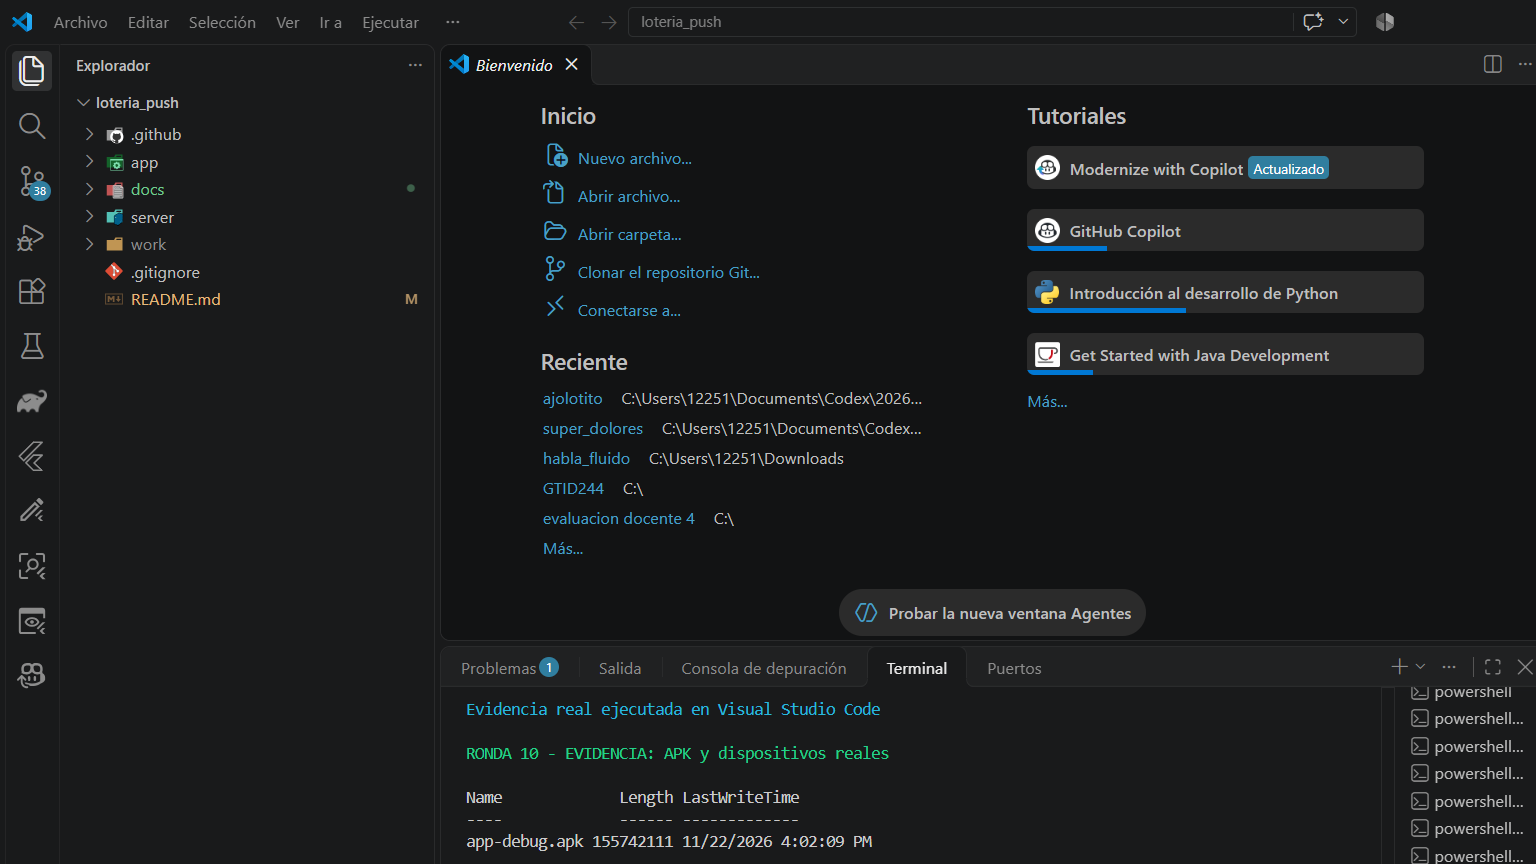 Archivo Editar Selección Ver Ir a Ejecutar ··· loteria_push
Explorador ···
loteria_push
.github
app
docs
38
server
work
.gitignore
README.md M
Bienvenido
Inicio
Nuevo archivo...
Abrir archivo...
Abrir carpeta...
Clonar el repositorio Git...
Conectarse a...
Reciente
ajolotito C:\Users\12251\Documents\Codex\2026...
super_dolores C:\Users\12251\Documents\Codex...
habla_fluido C:\Users\12251\Downloads
GTID244 C:\
evaluacion docente 4 C:\
Más...
Tutoriales
Modernize with Copilot Actualizado
GitHub Copilot
Introducción al desarrollo de Python
Get Started with Java Development
Más...
Probar la nueva ventana Agentes
Problemas 1 Salida Consola de depuración Terminal Puertos
Evidencia real ejecutada en Visual Studio Code
RONDA 10 - EVIDENCIA: APK y dispositivos reales
Name Length LastWriteTime
---- ------ -------------
app-debug.apk 155742111 11/22/2026 4:02:09 PM
powershell
powershell...
powershell...
powershell...
powershell...
powershell...
powershell...